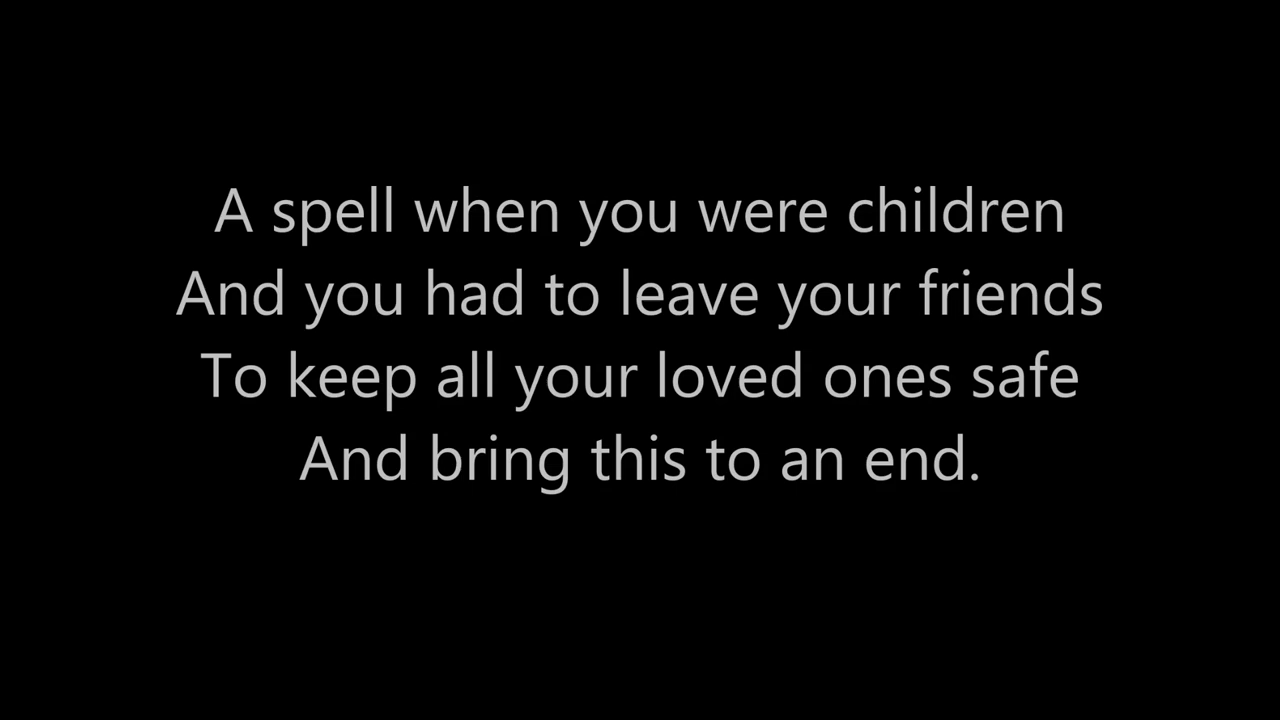 A spell when you were children
And you had to leave your friends
To keep all your loved ones safe
And bring this to an end.